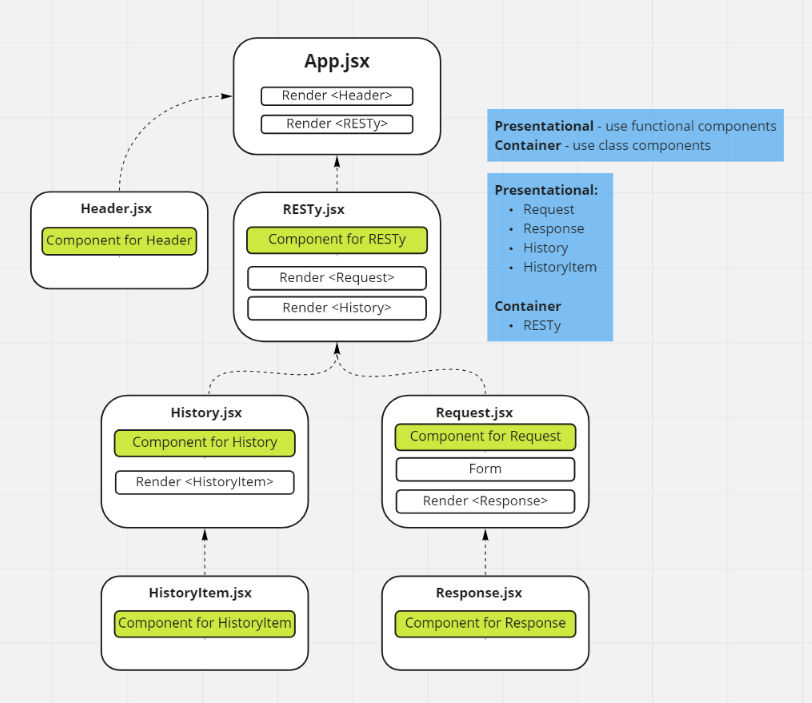 App.jsx
Render <Header>
Render <RESTy>
Presentational - use functional components
Container - use class components
Header.jsx
Component for Header
RESTy.jsx
Component for RESTy
Render <Request>
Render <History>
Presentational:
• Request
• Response
• History
• HistoryItem
Container
• RESTy
History.jsx
Component for History
Render <HistoryItem>
Request.jsx
Component for Request
Form
Render <Response>
HistoryItem.jsx
Component for HistoryItem
Response.jsx
Component for Response